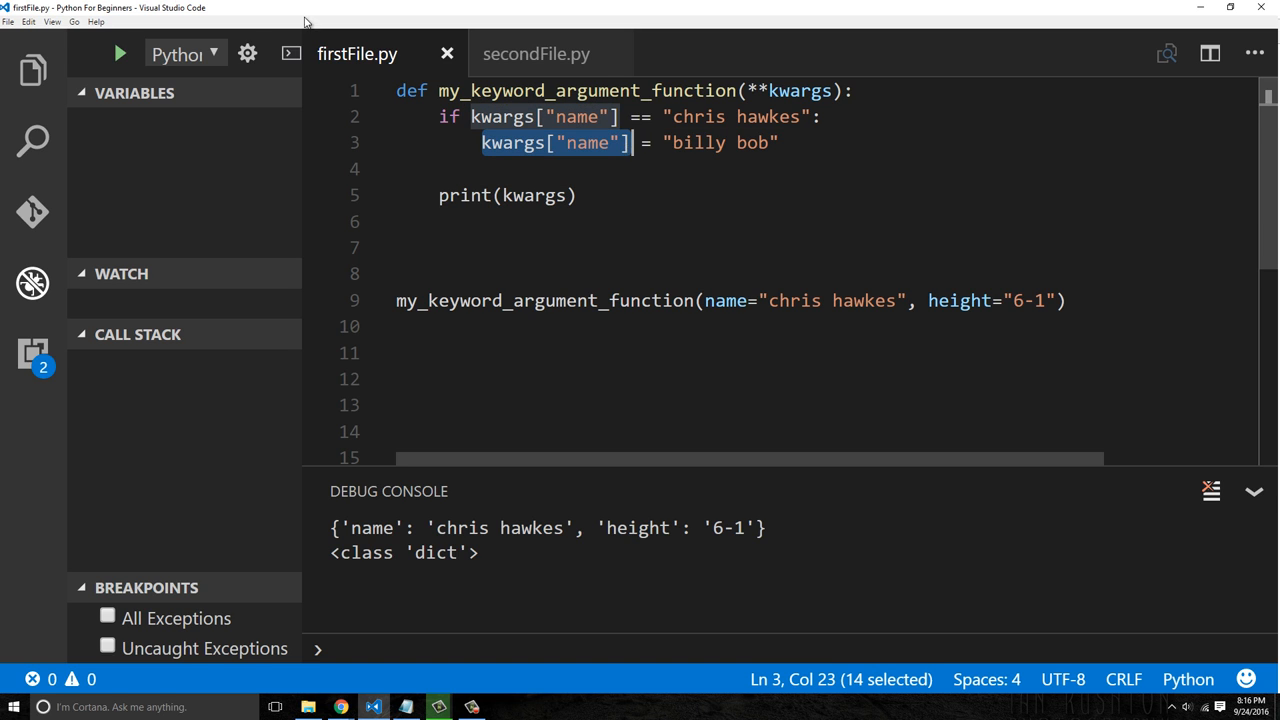 firstFile.py - Python For Beginners - Visual Studio Code
File Edit View Go Help
Python
firstFile.py
secondFile.py
VARIABLES
WATCH
CALL STACK
2
BREAKPOINTS
All Exceptions
Uncaught Exceptions
1 def my_keyword_argument_function(**kwargs):
2 if kwargs["name"] == "chris hawkes":
3 kwargs["name"] = "billy bob"
4
5 print(kwargs)
6
7
8
9 my_keyword_argument_function(name="chris hawkes", height="6-1")
10
11
12
13
14
15
DEBUG CONSOLE
{'name': 'chris hawkes', 'height': '6-1'}
<class 'dict'>
0 0 Ln 3, Col 23 (14 selected) Spaces: 4 UTF-8 CRLF Python
I'm Cortana. Ask me anything.
8:16 PM
9/24/2016